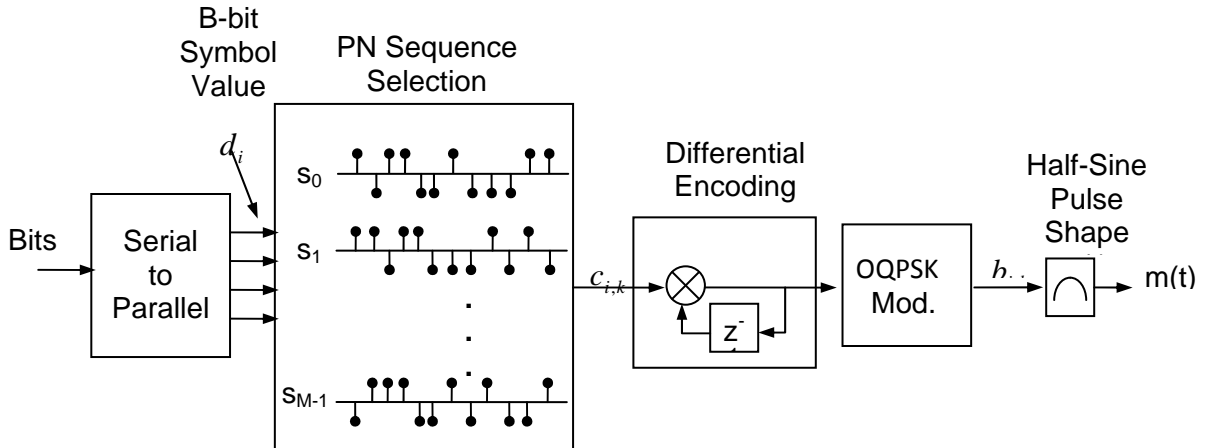 B-bit
Symbol
Value
PN Sequence
Selection
d_i
Differential
Encoding
Half-Sine
Pulse
Shape
Bits
Serial
to
Parallel
s_0
s_1
s_{M-1}
c_{i,k}
z^-
OQPSK
Mod.
m(t)